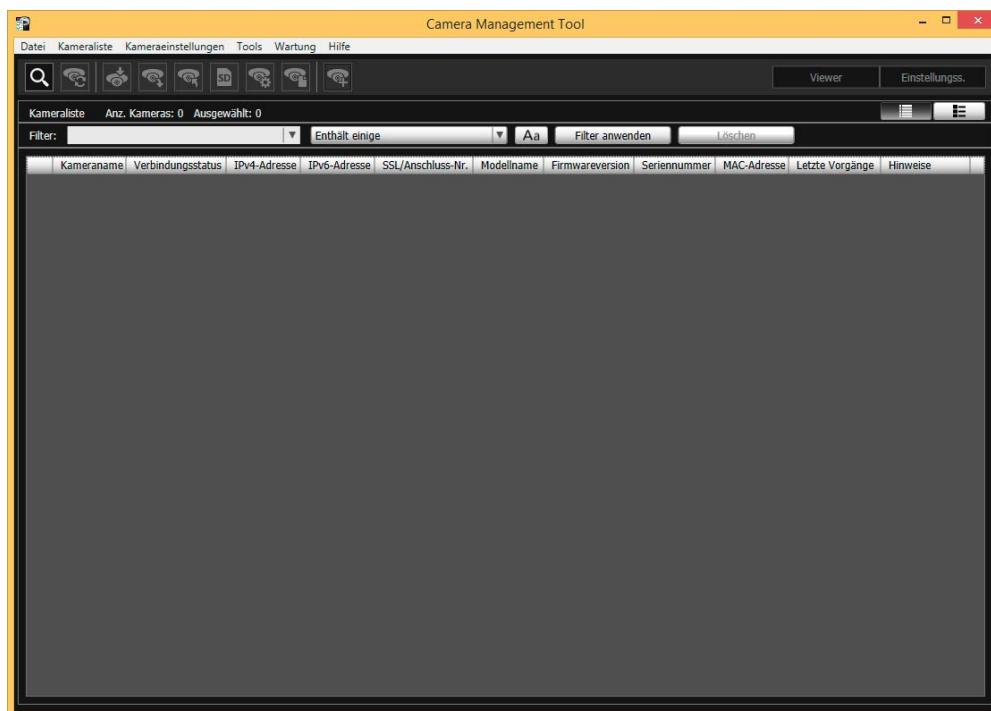 Camera Management Tool
Datei Kameraliste Kameraeinstellungen Tools Wartung Hilfe
SD Viewer Einstellungss.
Kameraliste Anz. Kameras: 0 Ausgewählt: 0
Filter: Enthält einige Aa Filter anwenden Löschen
Kameraname Verbindungsstatus IPv4-Adresse IPv6-Adresse SSL/Anschluss-Nr. Modellname Firmwareversion Seriennummer MAC-Adresse Letzte Vorgänge Hinweise